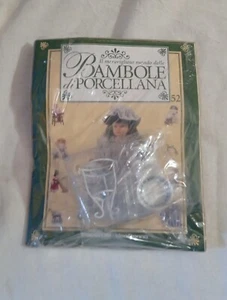 Il meraviglioso mondo delle
BAMBOLE
di PORCELLANA
52